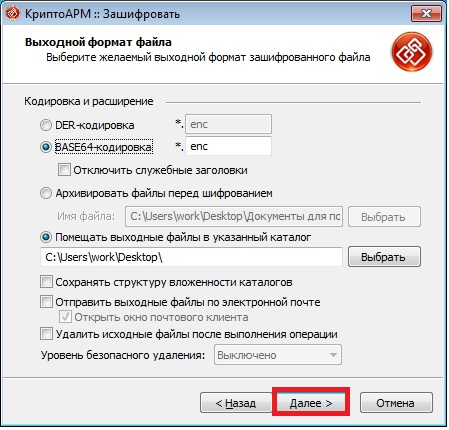 КриптоАРМ :: Зашифровать
Выходной формат файла
Выберите желаемый выходной формат зашифрованного файла
Кодировка и расширение
DER-кодировка *. enc
BASE64-кодировка *. enc
Отключить служебные заголовки
Архивировать файлы перед шифрованием
Имя файла: C:\Users\work\Desktop\Документы для по Выбрать
Помещать выходные файлы в указанный каталог
C:\Users\work\Desktop\ Выбрать
Сохранять структуру вложенности каталогов
Отправить выходные файлы по электронной почте
Открыть окно почтового клиента
Удалить исходные файлы после выполнения операции
Уровень безопасного удаления: Выключено
< Назад Далее > Отмена